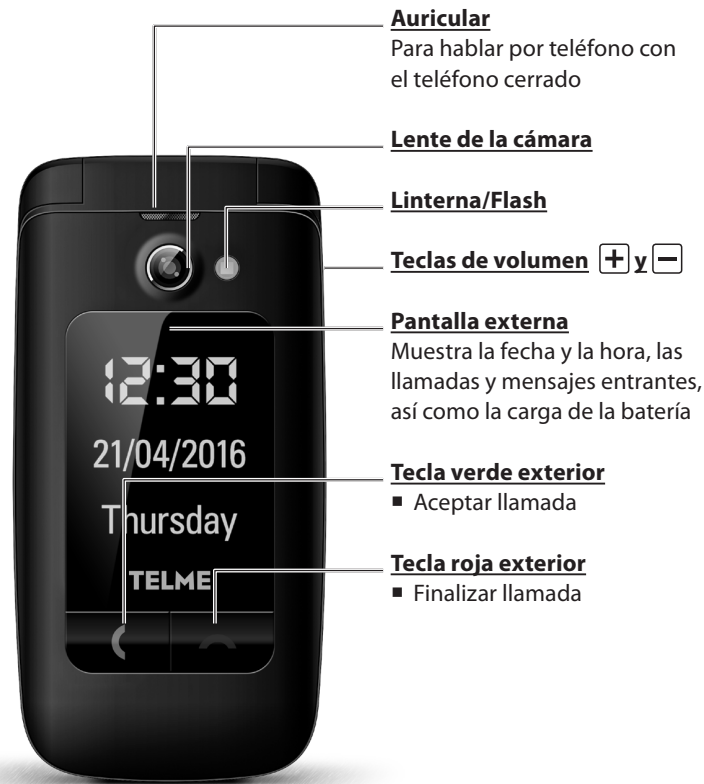 Auricular
Para hablar por teléfono con
el teléfono cerrado
Lente de la cámara
Linterna/Flash
Teclas de volumen + y −
Pantalla externa
Muestra la fecha y la hora, las
llamadas y mensajes entrantes,
así como la carga de la batería
Tecla verde exterior
▪ Aceptar llamada
Tecla roja exterior
▪ Finalizar llamada
12:30
21/04/2016
Thursday
TELME